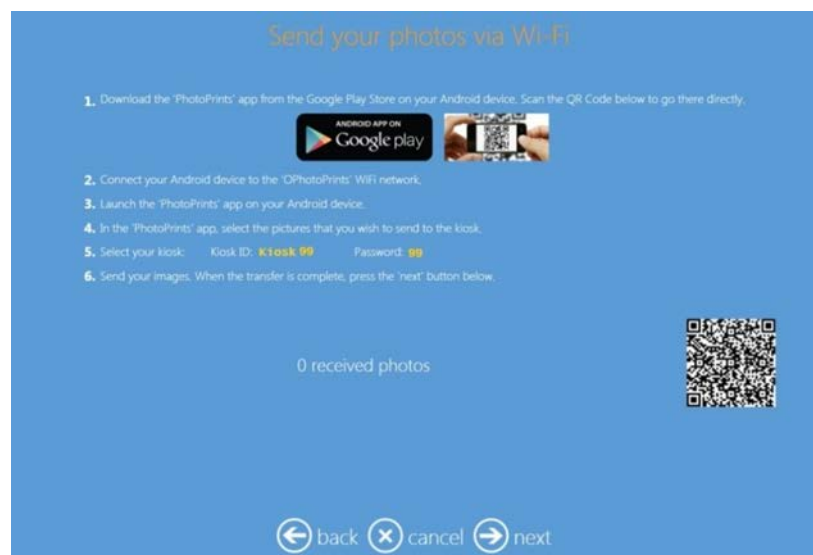 Send your photos via Wi-Fi
1. Download the 'PhotoPrints' app from the Google Play Store on your Android device. Scan the QR Code below to go there directly.
ANDROID APP ON
Google play
2. Connect your Android device to the 'OPhotoPrints' WiFi network.
3. Launch the 'PhotoPrints' app on your Android device.
4. In the 'PhotoPrints' app, select the pictures that you wish to send to the kiosk.
5. Select your kiosk: Kiosk ID: Kiosk 99 Password: 99
6. Send your images. When the transfer is complete, press the 'next' button below.
0 received photos
back cancel next